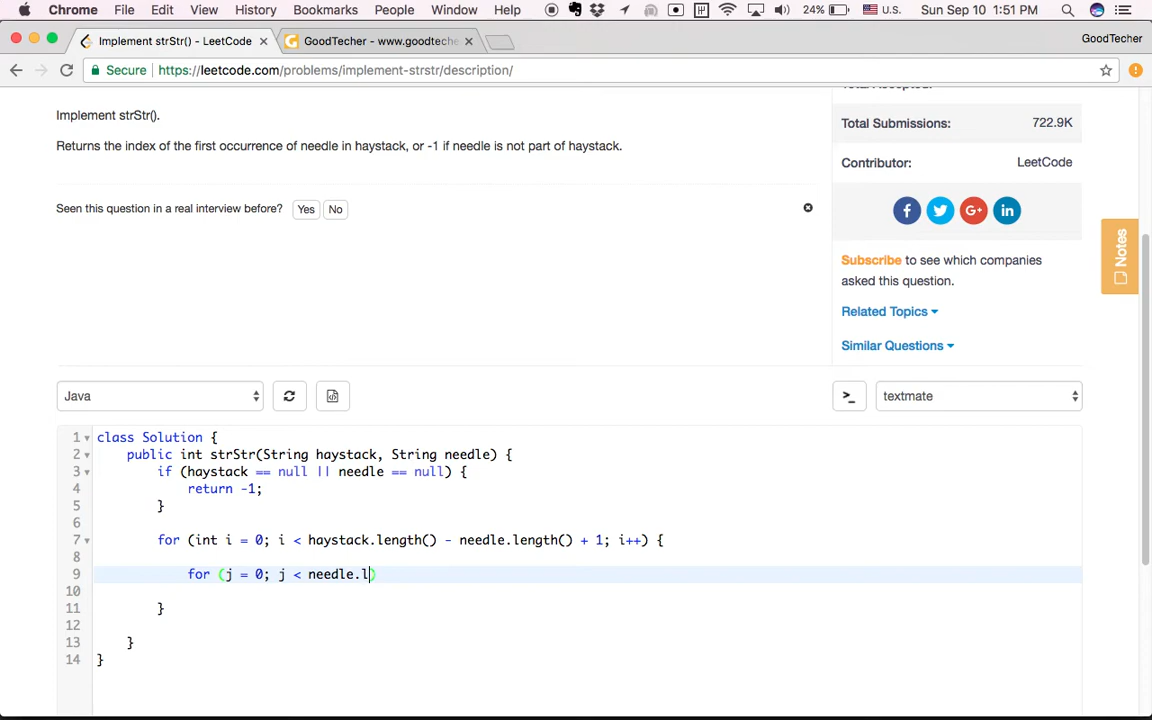 Chrome File Edit View History Bookmarks People Window Help 24% U.S. Sun Sep 10 1:51 PM
Implement strStr() - LeetCode GoodTecher - www.goodteche GoodTecher
Secure https://leetcode.com/problems/implement-strstr/description/
Implement strStr().
Returns the index of the first occurrence of needle in haystack, or -1 if needle is not part of haystack.
Seen this question in a real interview before? Yes No
Total Submissions: 722.9K
Contributor: LeetCode
Subscribe to see which companies
asked this question.
Related Topics
Similar Questions
Notes
Java
textmate
1 class Solution {
2 public int strStr(String haystack, String needle) {
3 if (haystack == null || needle == null) {
4 return -1;
5 }
6
7 for (int i = 0; i < haystack.length() - needle.length() + 1; i++) {
8
9 for (j = 0; j < needle.l)
10
11 }
12
13 }
14 }